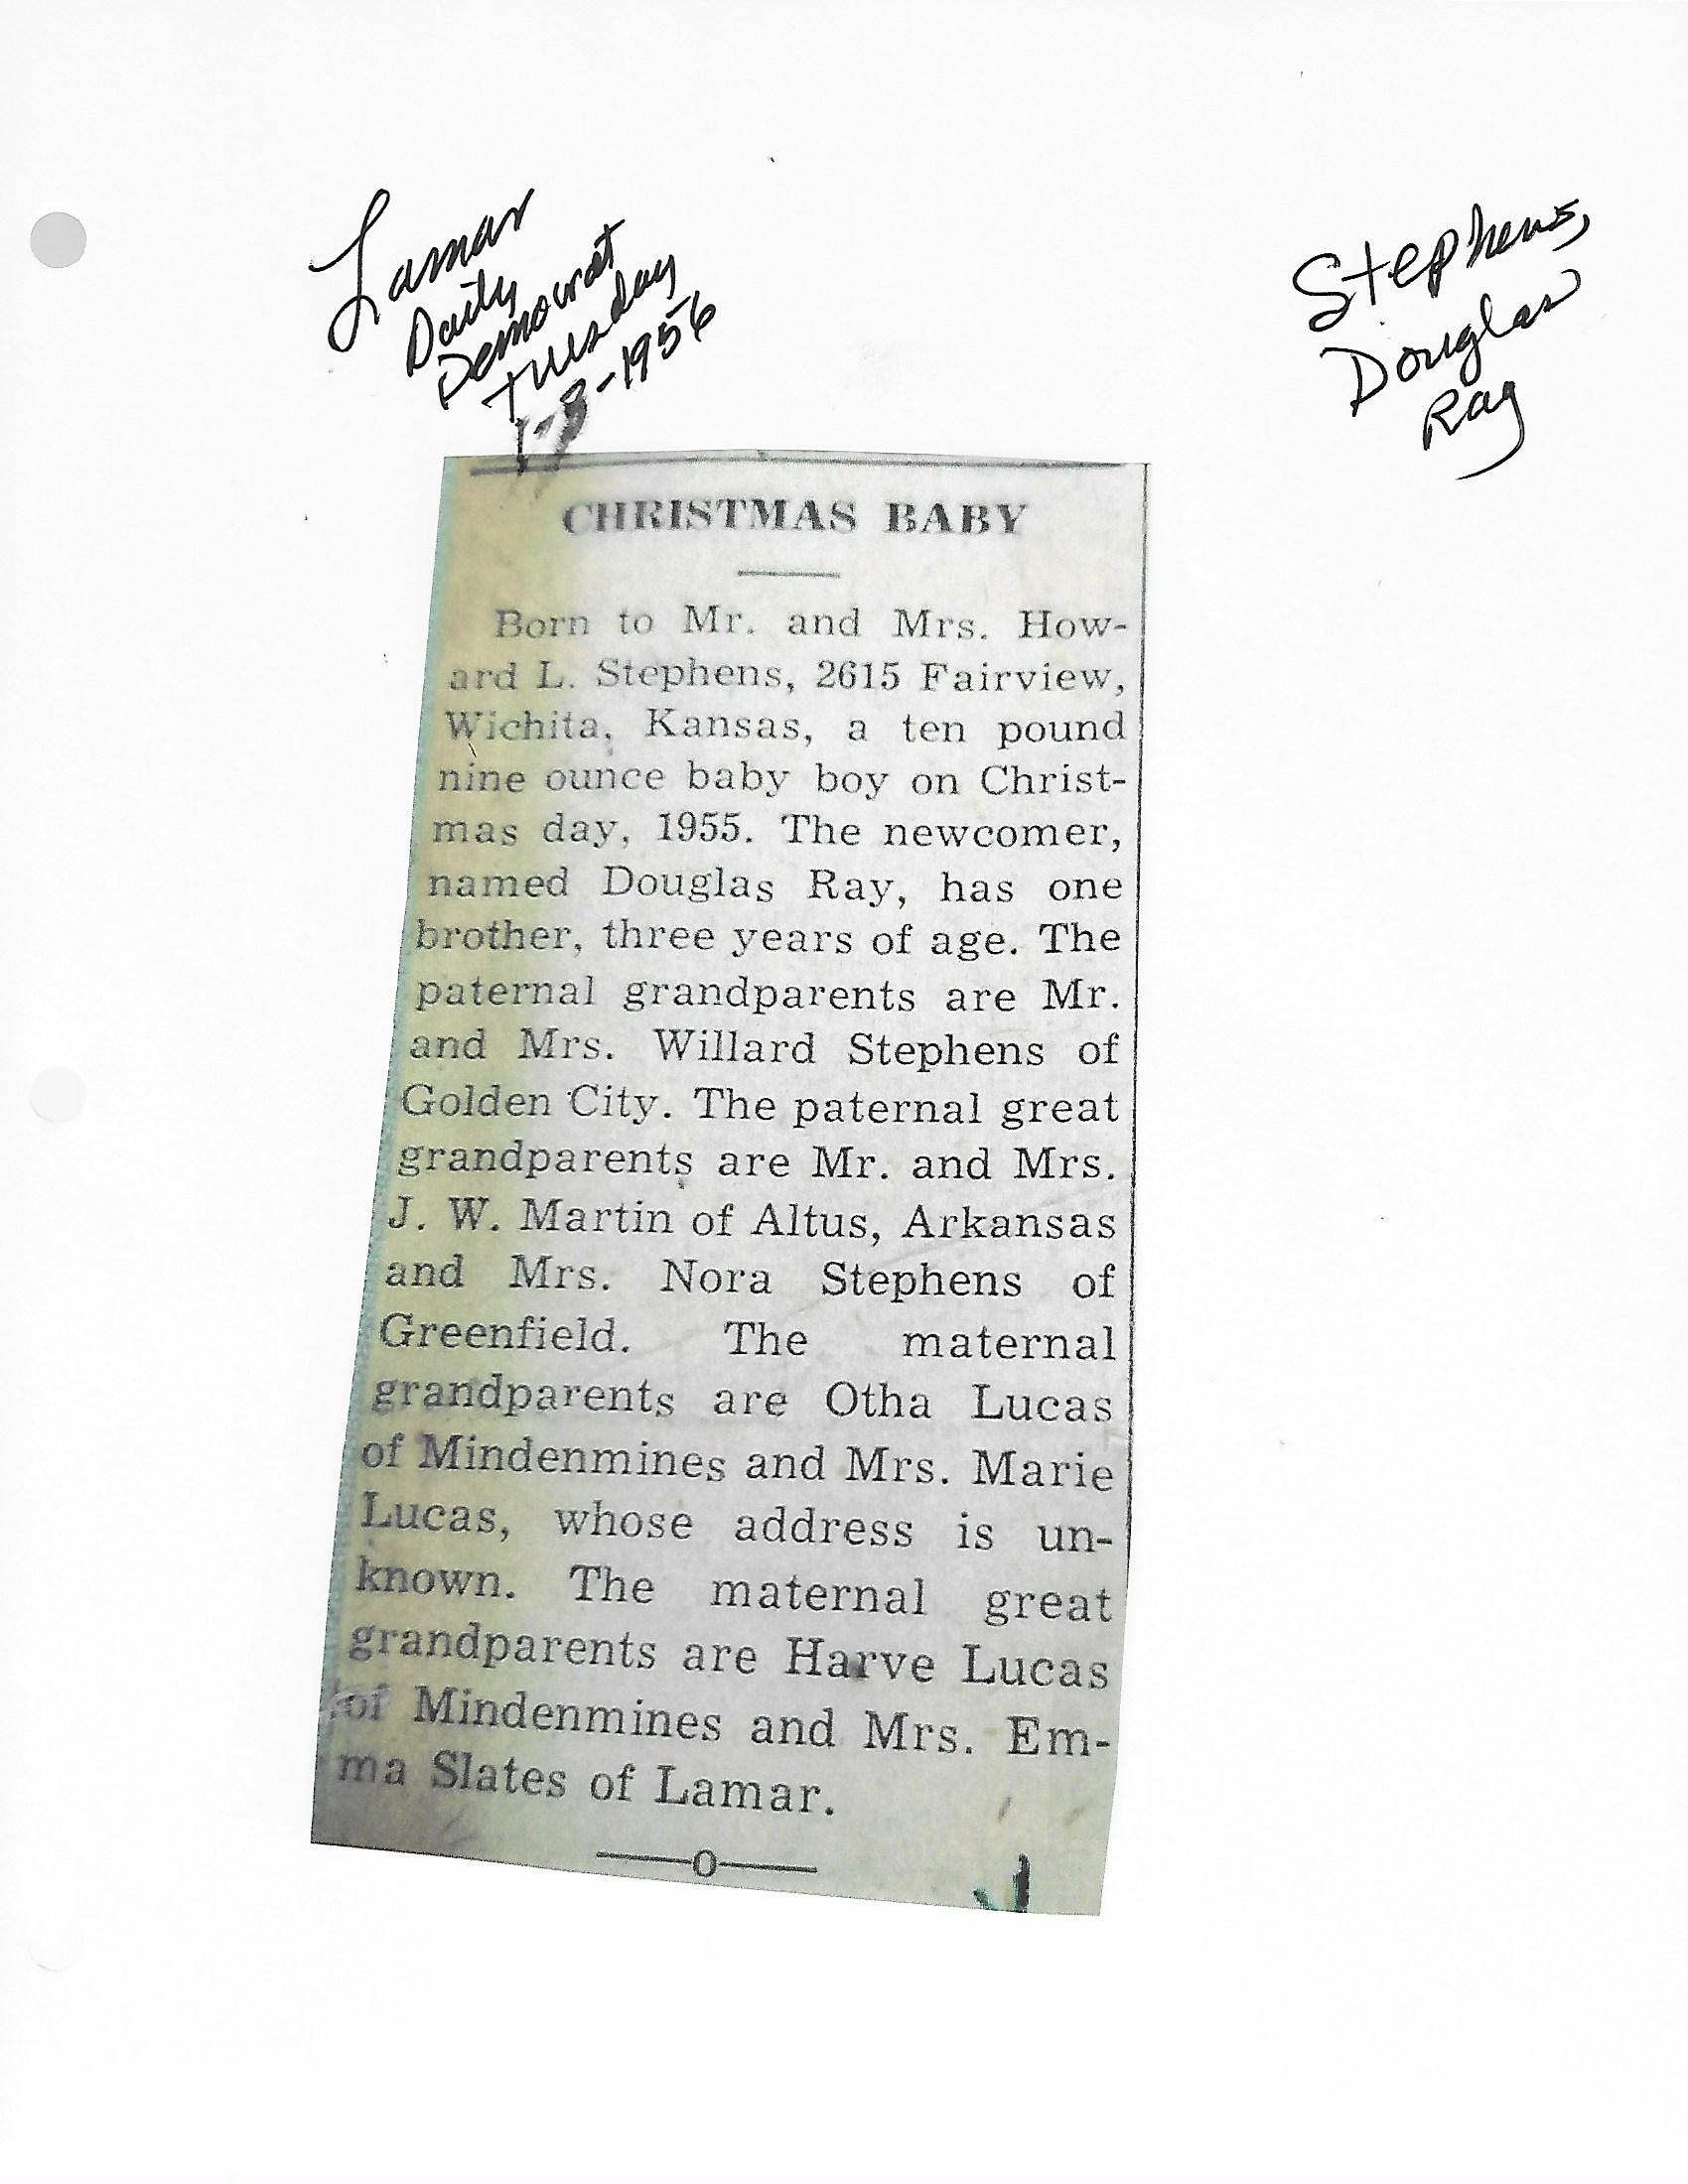 Lamar
Daily
Democrat
Tuesday
1-3-1956
Stephens,
Douglas
Ray
CHRISTMAS BABY
Born to Mr. and Mrs. How-
ard L. Stephens, 2615 Fairview,
Wichita, Kansas, a ten pound
nine ounce baby boy on Christ-
mas day, 1955. The newcomer,
named Douglas Ray, has one
brother, three years of age. The
paternal grandparents are Mr.
and Mrs. Willard Stephens of
Golden City. The paternal great
grandparents are Mr. and Mrs.
J. W. Martin of Altus, Arkansas
and Mrs. Nora Stephens of
Greenfield. The maternal
grandparents are Otha Lucas
of Mindenmines and Mrs. Marie
Lucas, whose address is un-
known. The maternal great
grandparents are Harve Lucas
of Mindenmines and Mrs. Em-
ma Slates of Lamar.